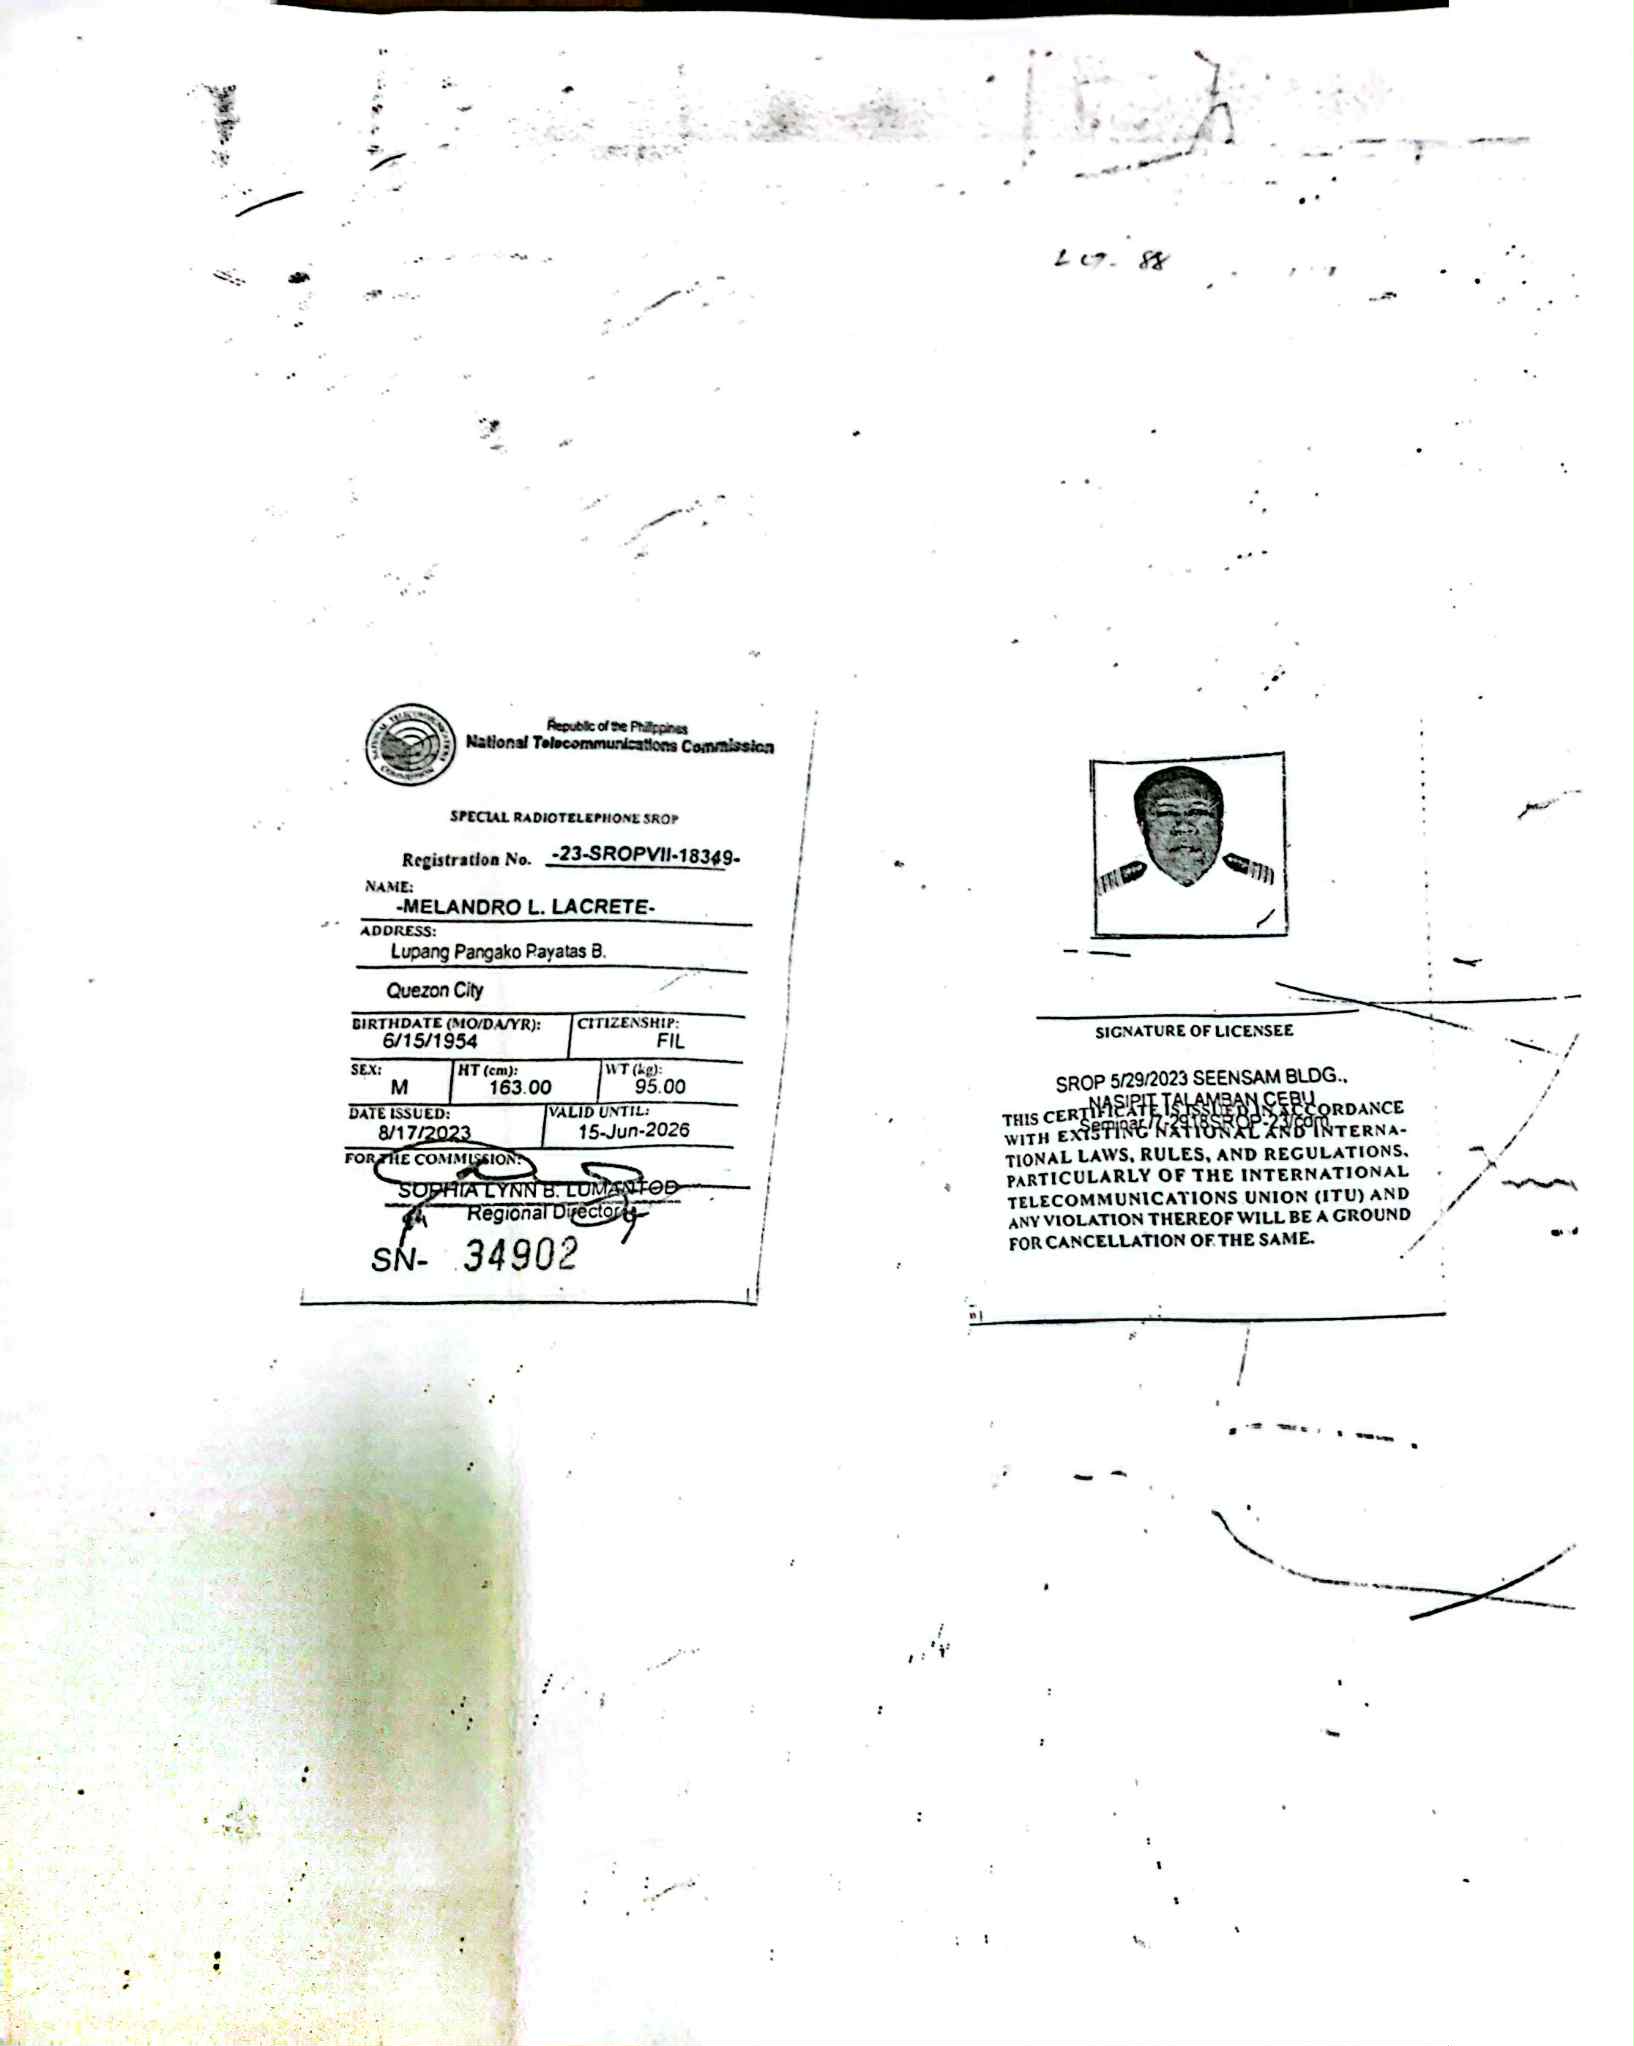 Republic of the Philippines
National Telecommunications Commission
NATIONAL TELECOMMUNICATIONS COMMISSION
SPECIAL RADIOTELEPHONE SROP
Registration No. -23-SROPVII-18349-
NAME:
-MELANDRO L. LACRETE-
ADDRESS:
Lupang Pangako Payatas B.
Quezon City
BIRTHDATE (MO/DA/YR): CITIZENSHIP:
6/15/1954 FIL
SEX: HT (cm): WT (kg):
M 163.00 95.00
DATE ISSUED: VALID UNTIL:
8/17/2023 15-Jun-2026
FOR THE COMMISSION:
SOPHIA LYNN B. LUMANTOD
Regional Director
SN- 34902
88
SIGNATURE OF LICENSEE
SROP 5/29/2023 SEENSAM BLDG.,
NASIPIT TALAMBAN CEBU
Seminar/7-2918SROP-23/cdm
THIS CERTIFICATE IS ISSUED IN ACCORDANCE
WITH EXISTING NATIONAL AND INTERNA-
TIONAL LAWS, RULES, AND REGULATIONS,
PARTICULARLY OF THE INTERNATIONAL
TELECOMMUNICATIONS UNION (ITU) AND
ANY VIOLATION THEREOF WILL BE A GROUND
FOR CANCELLATION OF THE SAME.